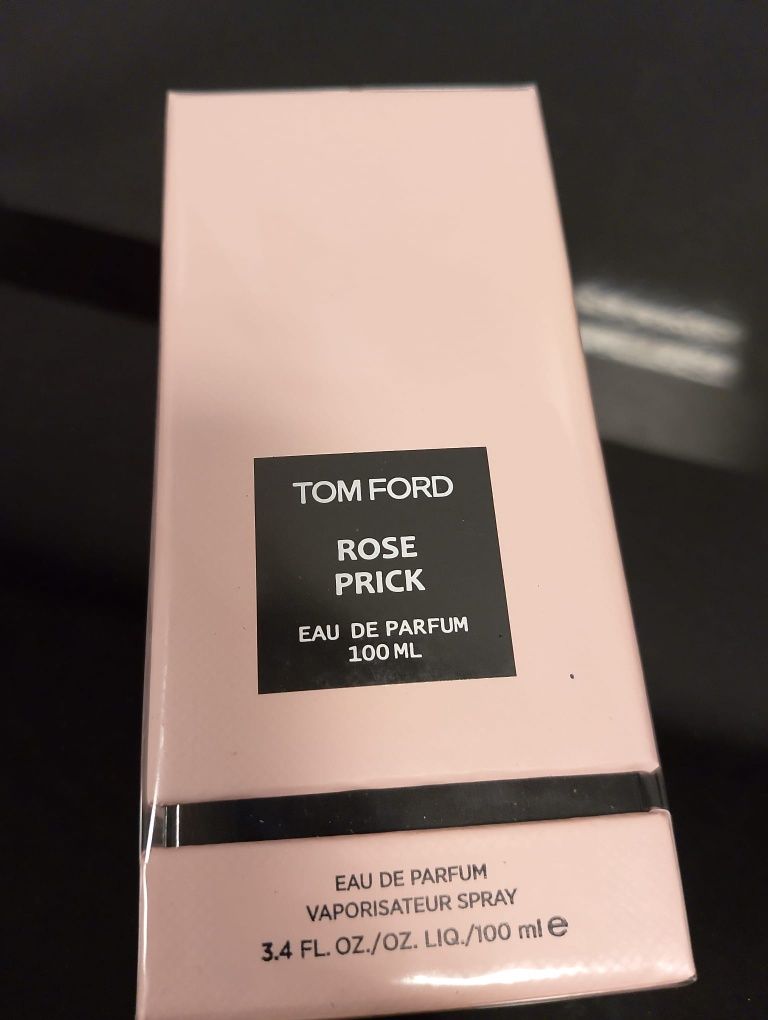 TOM FORD
ROSE
PRICK
EAU DE PARFUM
100 ML
EAU DE PARFUM
VAPORISATEUR SPRAY
3.4 FL. OZ./OZ. LIQ./100 ml e